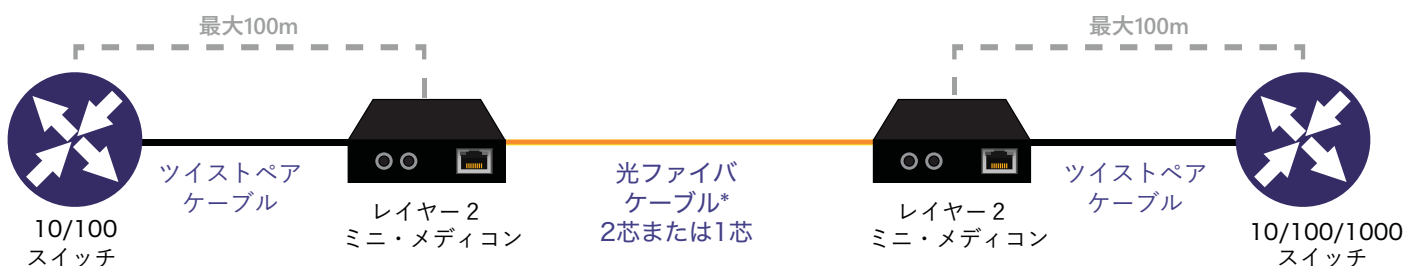 最大100m
最大100m
ツイストペア
ケーブル
光ファイバ
ケーブル*
2芯または1芯
ツイストペア
ケーブル
10/100
スイッチ
レイヤー 2
ミニ・メディコン
レイヤー 2
ミニ・メディコン
10/100/1000
スイッチ